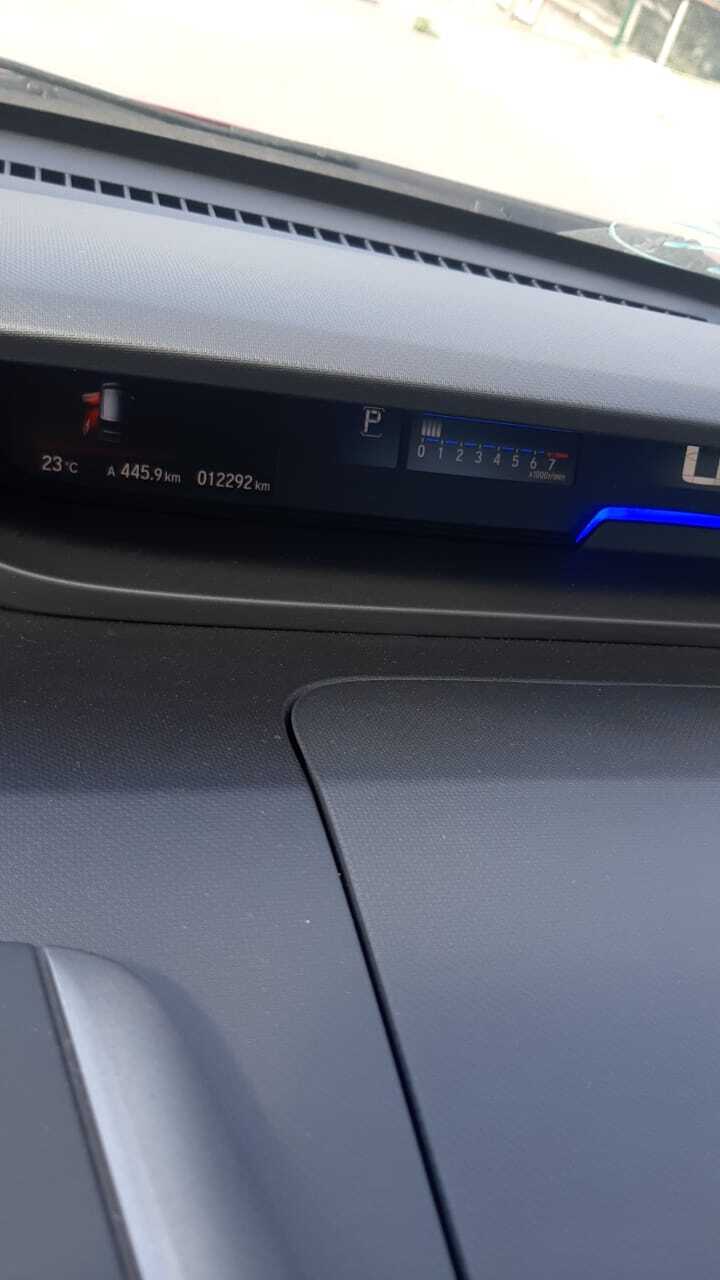 P
0 1 2 3 4 5 6 7
x1000r/min
23°C A 445.9 km 012292 km